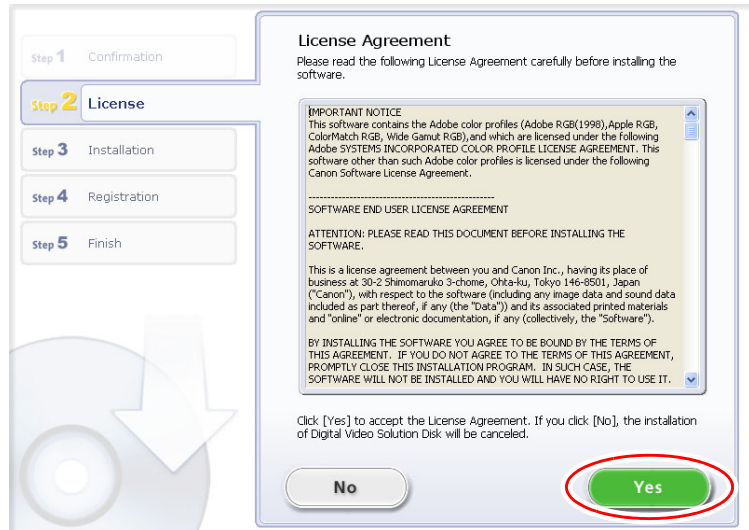 Step 1 Confirmation
Step 2 License
Step 3 Installation
Step 4 Registration
Step 5 Finish
License Agreement
Please read the following License Agreement carefully before installing the
software.
IMPORTANT NOTICE
This software contains the Adobe color profiles (Adobe RGB(1998),Apple RGB,
ColorMatch RGB, Wide Gamut RGB),and which are licensed under the following
Adobe SYSTEMS INCORPORATED COLOR PROFILE LICENSE AGREEMENT. This
software other than such Adobe color profiles is licensed under the following
Canon Software License Agreement.
--------------------------------------------------
SOFTWARE END USER LICENSE AGREEMENT
ATTENTION: PLEASE READ THIS DOCUMENT BEFORE INSTALLING THE
SOFTWARE.
This is a license agreement between you and Canon Inc., having its place of
business at 30-2 Shimomaruko 3-chome, Ohta-ku, Tokyo 146-8501, Japan
("Canon"), with respect to the software (including any image data and sound data
included as part thereof, if any (the "Data")) and its associated printed materials
and "online" or electronic documentation, if any (collectively, the "Software").
BY INSTALLING THE SOFTWARE YOU AGREE TO BE BOUND BY THE TERMS OF
THIS AGREEMENT. IF YOU DO NOT AGREE TO THE TERMS OF THIS AGREEMENT,
PROMPTLY CLOSE THIS INSTALLATION PROGRAM. IN SUCH CASE, THE
SOFTWARE WILL NOT BE INSTALLED AND YOU WILL HAVE NO RIGHT TO USE IT.
Click [Yes] to accept the License Agreement. If you click [No], the installation
of Digital Video Solution Disk will be canceled.
No
Yes